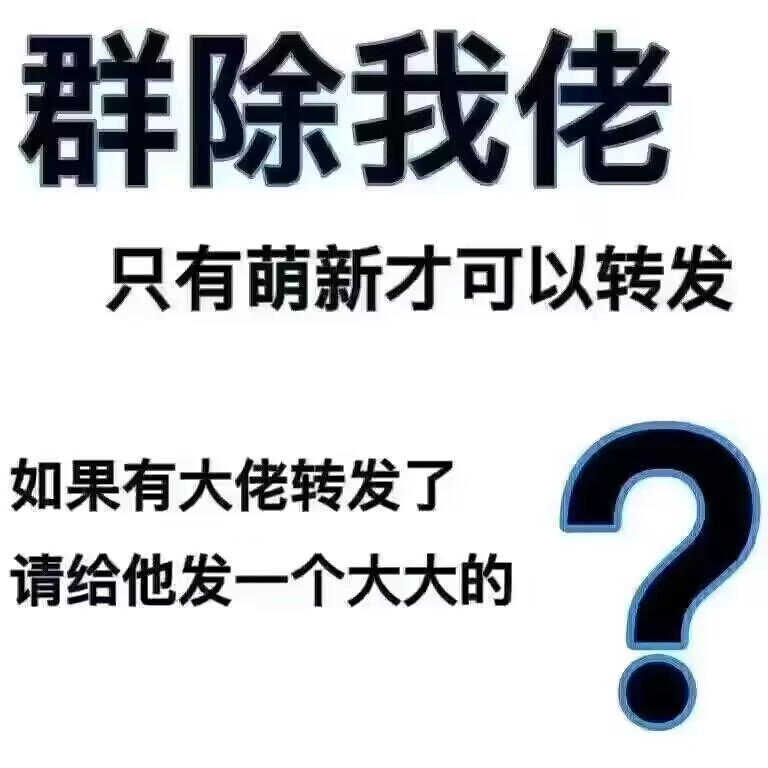 群除我佬
只有萌新才可以转发
如果有大佬转发了
请给他发一个大大的
?